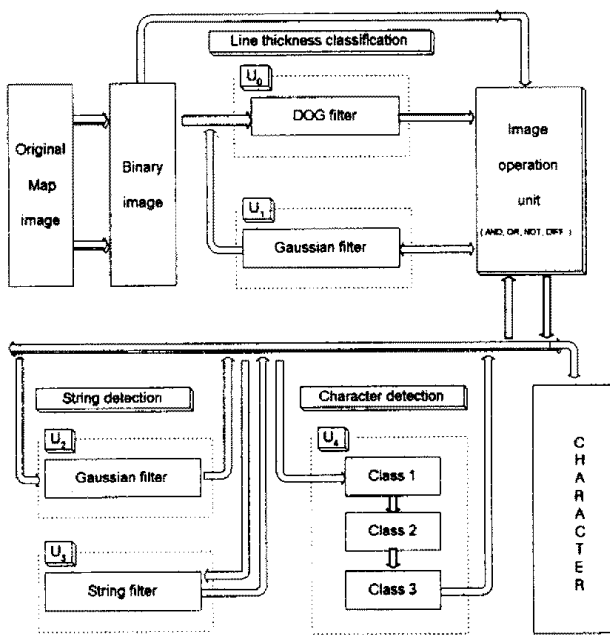 Line thickness classification
U0
DOG filter
Original
Map
image
Binary
image
Image
operation
unit
( AND, OR, NOT, DIFF )
U1
Gaussian filter
String detection
Character detection
U2
Gaussian filter
U4
Class 1
Class 2
Class 3
U3
String filter
CHARACTER